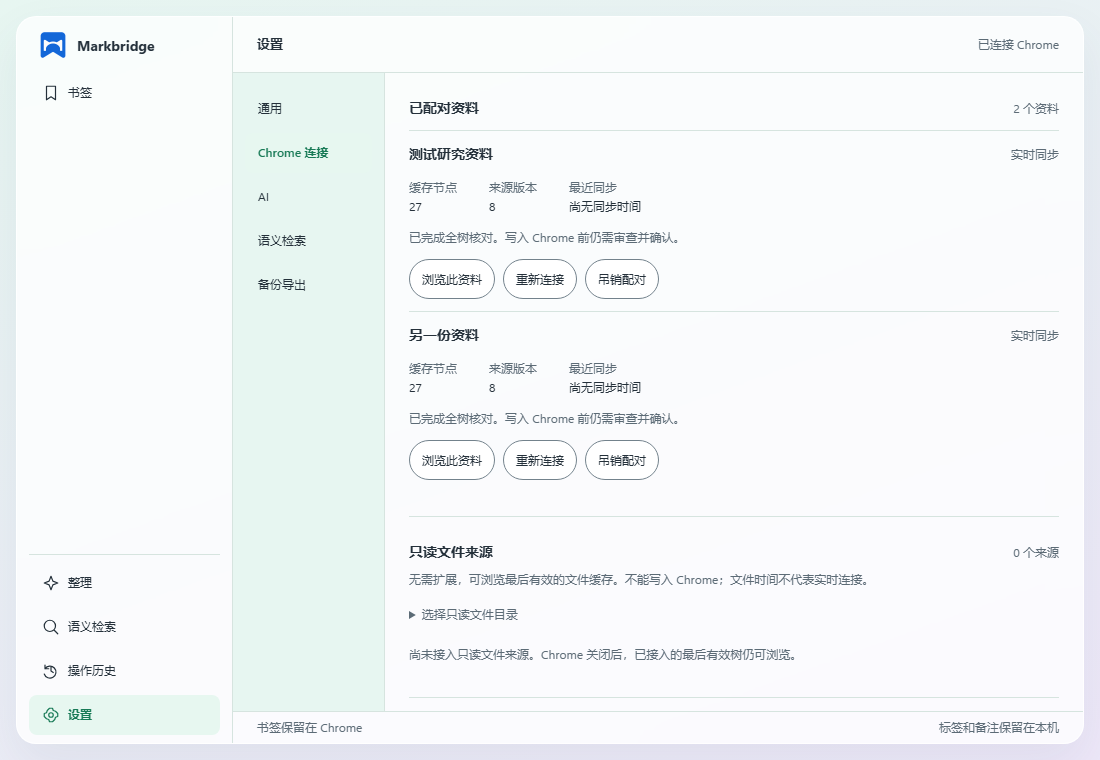 Markbridge
书签
整理
语义检索
操作历史
设置
设置
已连接 Chrome
通用
Chrome 连接
AI
语义检索
备份导出
已配对资料
2 个资料
测试研究资料
实时同步
缓存节点 来源版本 最近同步
27 8 尚无同步时间
已完成全树核对。写入 Chrome 前仍需审查并确认。
浏览此资料 重新连接 吊销配对
另一份资料
实时同步
缓存节点 来源版本 最近同步
27 8 尚无同步时间
已完成全树核对。写入 Chrome 前仍需审查并确认。
浏览此资料 重新连接 吊销配对
只读文件来源
0 个来源
无需扩展，可浏览最后有效的文件缓存。不能写入 Chrome；文件时间不代表实时连接。
选择只读文件目录
尚未接入只读文件来源。Chrome 关闭后，已接入的最后有效树仍可浏览。
书签保留在 Chrome
标签和备注保留在本机